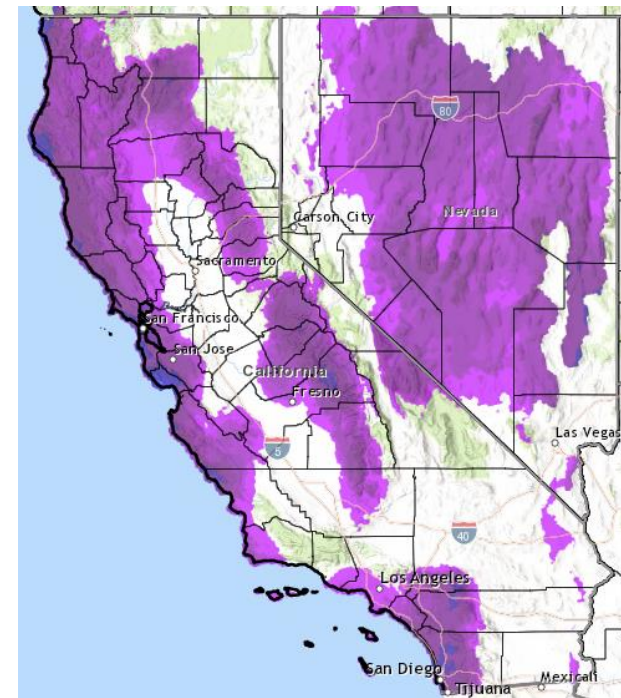 80
Nevada
Carson City
Sacramento
San Francisco
San Jose
California
Fresno
5
Las Vegas
40
Los Angeles
San Diego
Tijuana
Mexicali